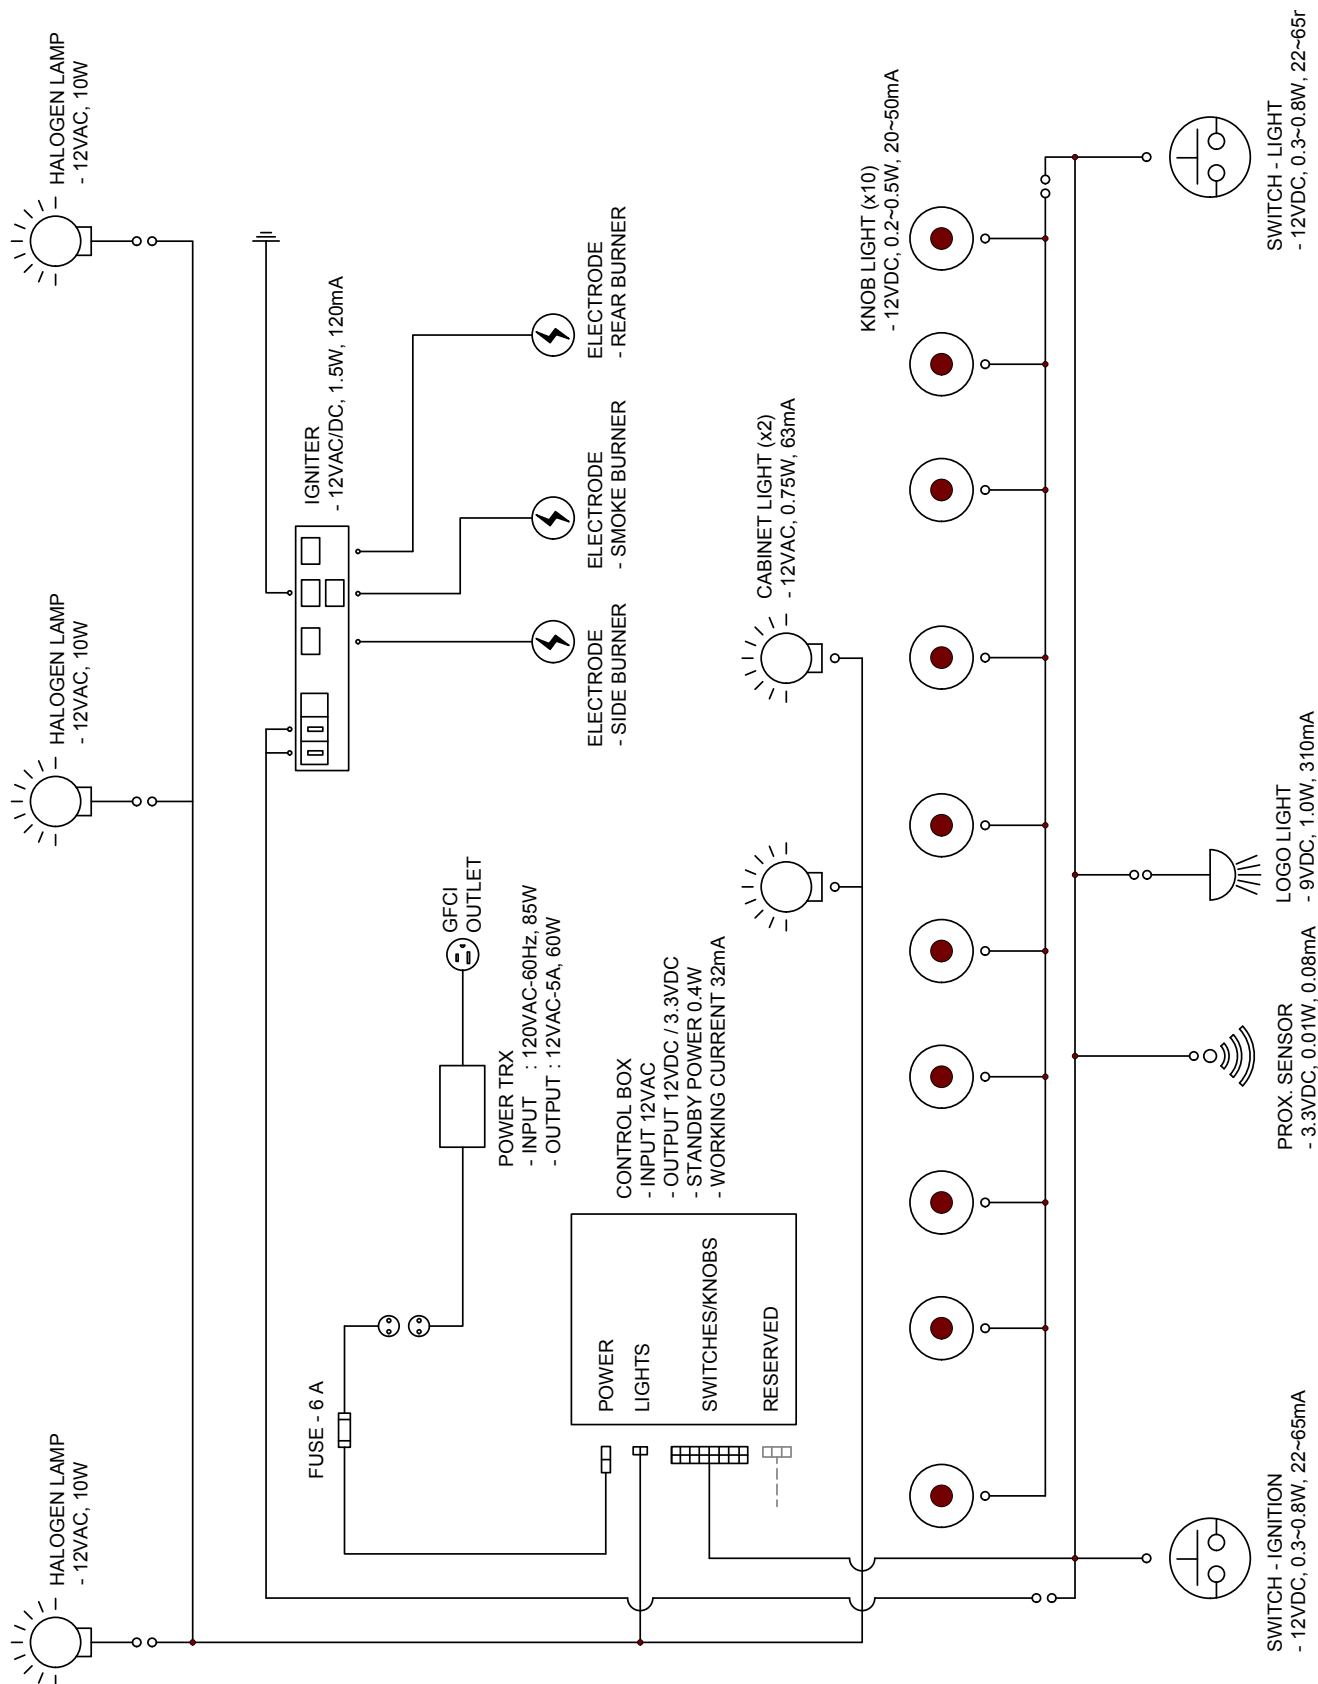 HALOGEN LAMP
- 12VAC, 10W
HALOGEN LAMP
- 12VAC, 10W
HALOGEN LAMP
- 12VAC, 10W
IGNITER
- 12VAC/DC, 1.5W, 120mA
FUSE - 6 A
GFCI
OUTLET
POWER TRX
- INPUT : 120VAC-60Hz, 85W
- OUTPUT : 12VAC-5A, 60W
ELECTRODE
- SIDE BURNER
ELECTRODE
- SMOKE BURNER
ELECTRODE
- REAR BURNER
CONTROL BOX
- INPUT 12VAC
- OUTPUT 12VDC / 3.3VDC
- STANDBY POWER 0.4W
- WORKING CURRENT 32mA
POWER
LIGHTS
SWITCHES/KNOBS
RESERVED
CABINET LIGHT (x2)
- 12VAC, 0.75W, 63mA
KNOB LIGHT (x10)
- 12VDC, 0.2~0.5W, 20~50mA
SWITCH - IGNITION
- 12VDC, 0.3~0.8W, 22~65mA
PROX. SENSOR
- 3.3VDC, 0.01W, 0.08mA
LOGO LIGHT
- 9VDC, 1.0W, 310mA
SWITCH - LIGHT
- 12VDC, 0.3~0.8W, 22~65